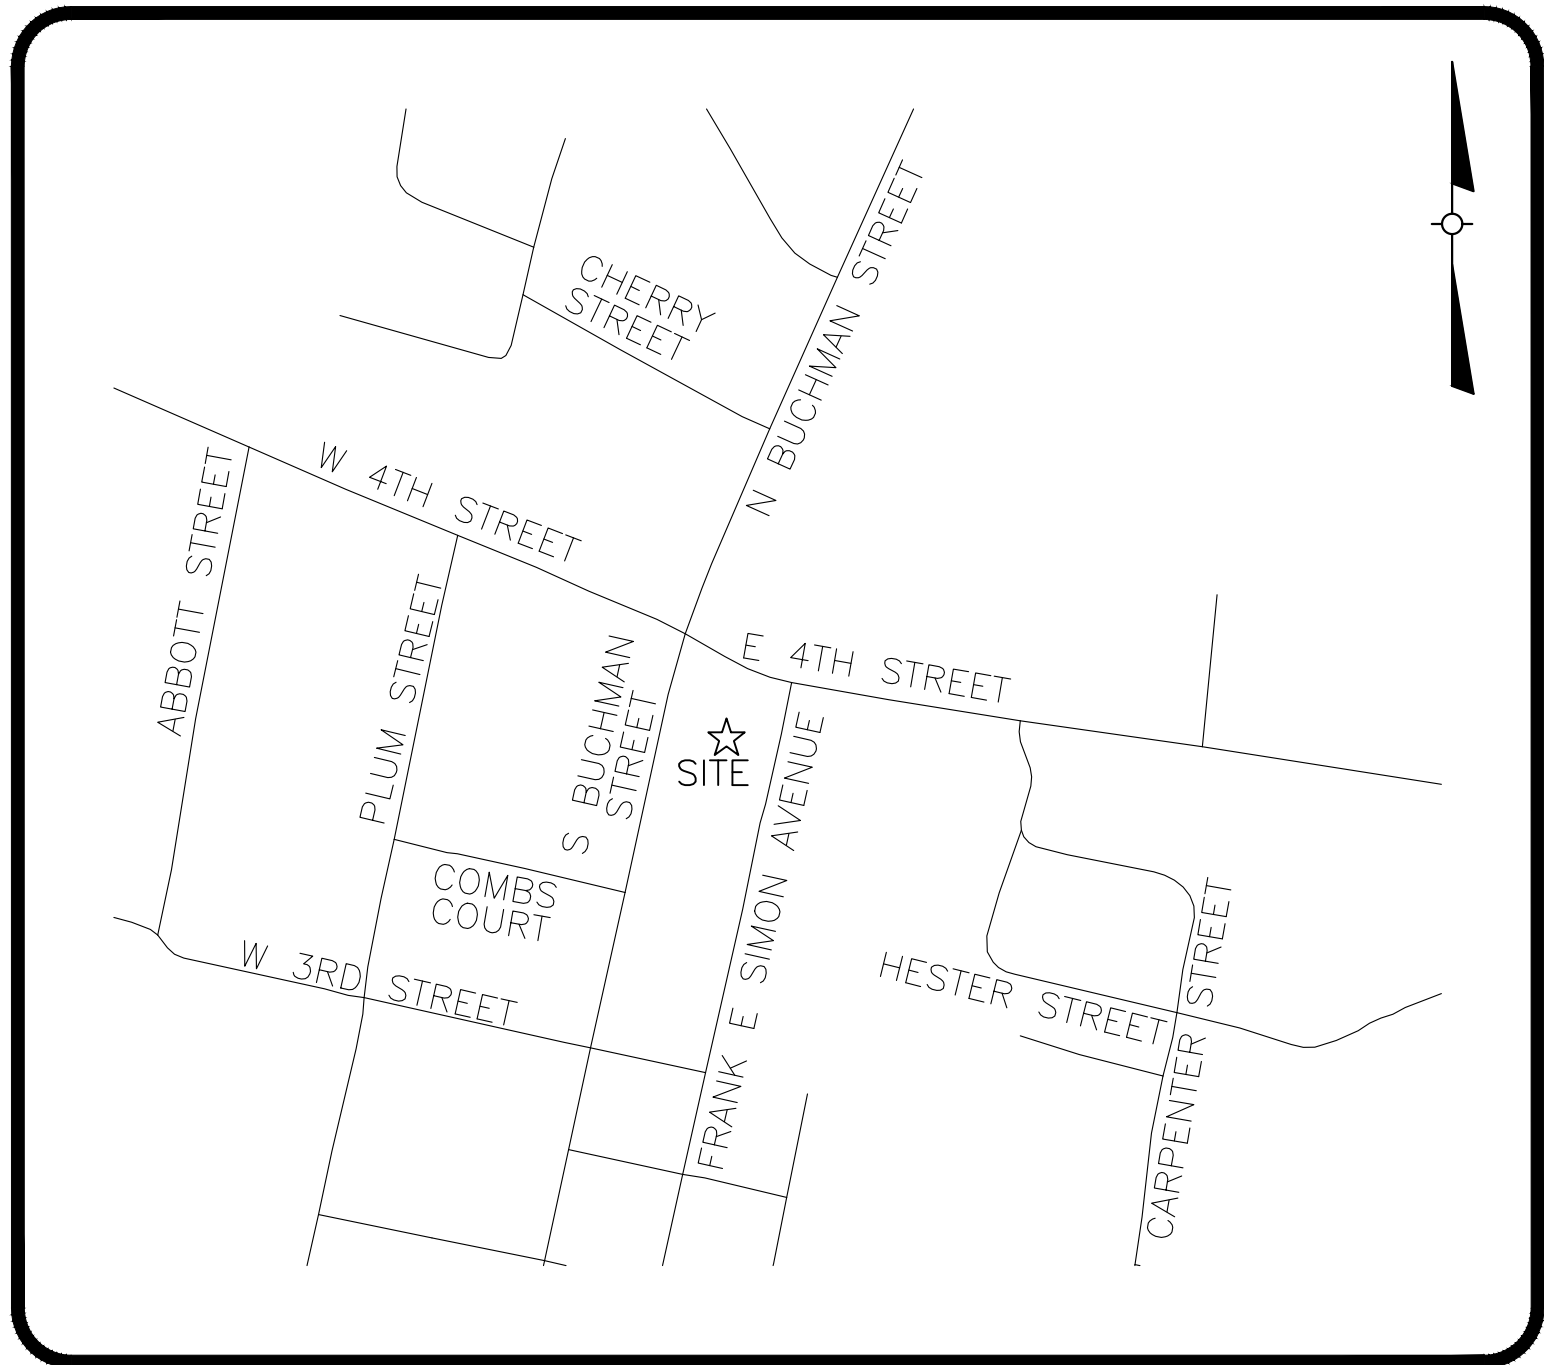 CHERRY
STREET
N BUCHMAN STREET
W 4TH STREET
ABBOTT STREET
PLUM STREET
S BUCHMAN
STREET
E 4TH STREET
SITE
FRANK E SIMON AVENUE
COMBS
COURT
W 3RD STREET
HESTER STREET
CARPENTER STREET